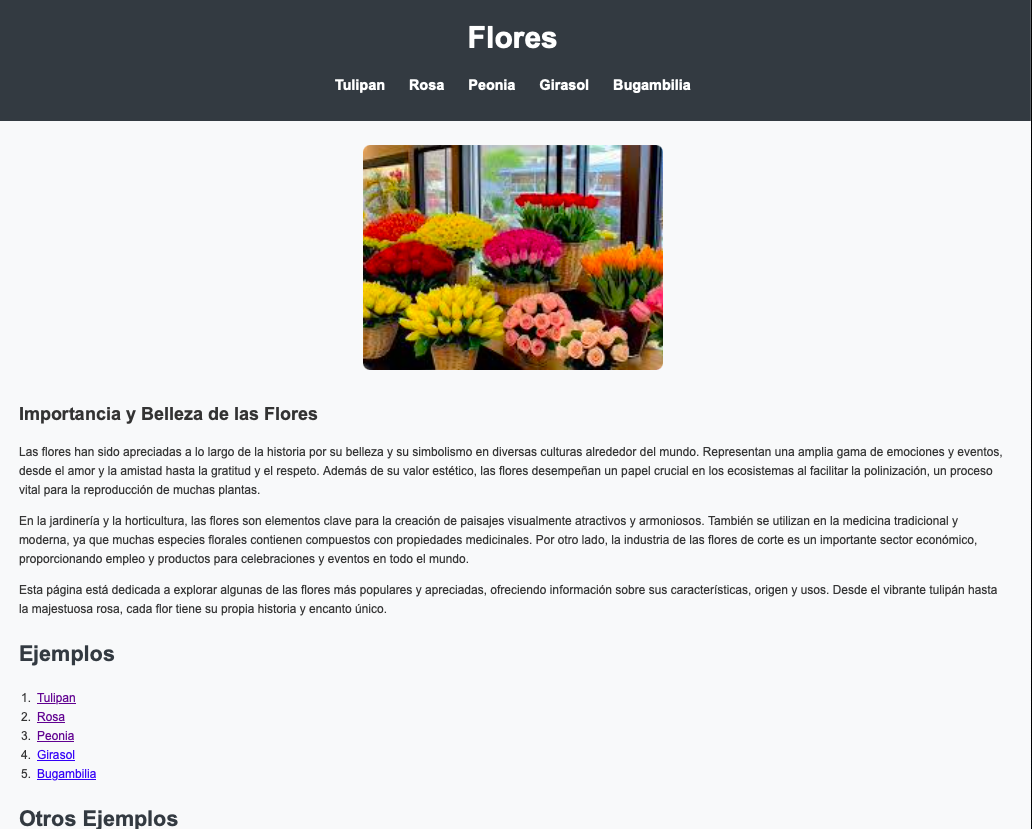 Flores
Tulipan Rosa Peonia Girasol Bugambilia
Importancia y Belleza de las Flores
Las flores han sido apreciadas a lo largo de la historia por su belleza y su simbolismo en diversas culturas alrededor del mundo. Representan una amplia gama de emociones y eventos,
desde el amor y la amistad hasta la gratitud y el respeto. Además de su valor estético, las flores desempeñan un papel crucial en los ecosistemas al facilitar la polinización, un proceso
vital para la reproducción de muchas plantas.
En la jardinería y la horticultura, las flores son elementos clave para la creación de paisajes visualmente atractivos y armoniosos. También se utilizan en la medicina tradicional y
moderna, ya que muchas especies florales contienen compuestos con propiedades medicinales. Por otro lado, la industria de las flores de corte es un importante sector económico,
proporcionando empleo y productos para celebraciones y eventos en todo el mundo.
Esta página está dedicada a explorar algunas de las flores más populares y apreciadas, ofreciendo información sobre sus características, origen y usos. Desde el vibrante tulipán hasta
la majestuosa rosa, cada flor tiene su propia historia y encanto único.
Ejemplos
1. Tulipan
2. Rosa
3. Peonia
4. Girasol
5. Bugambilia
Otros Ejemplos